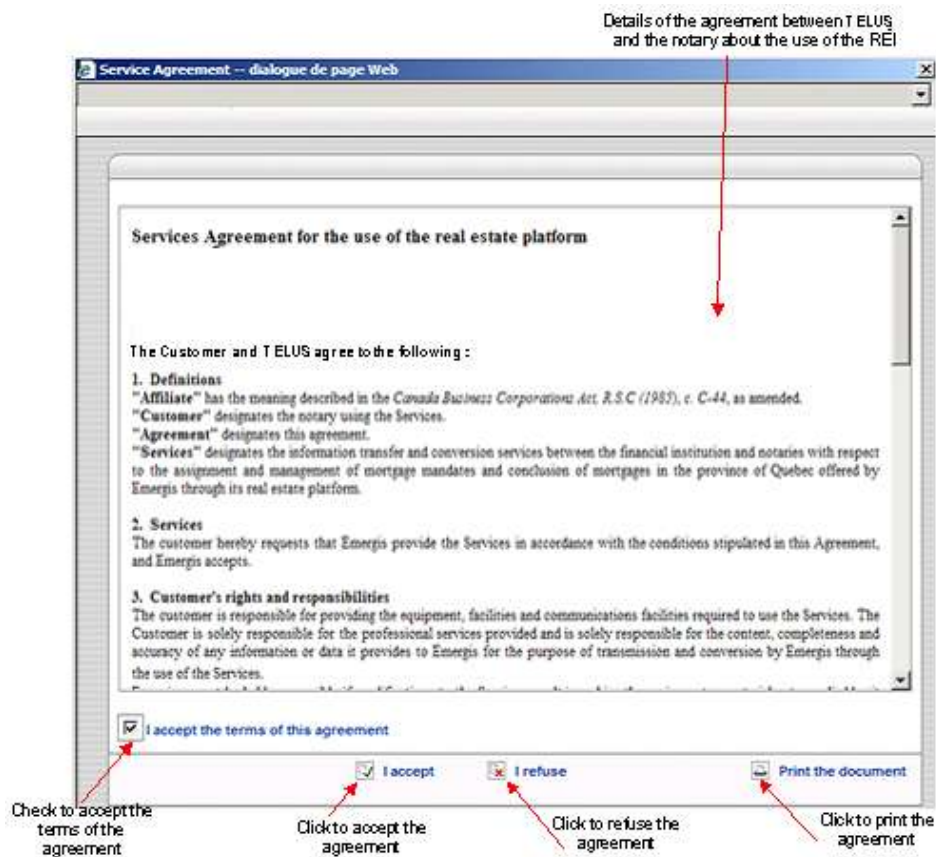 Details of the agreement between TELUS
and the notary about the use of the REI
Service Agreement -- dialogue de page Web
Services Agreement for the use of the real estate platform
The Customer and TELUS agree to the following :
1. Definitions
"Affiliate" has the meaning described in the Canada Business Corporations Act, R.S.C (1985), c. C-44, as amended.
"Customer" designates the notary using the Services.
"Agreement" designates this agreement.
"Services" designates the information transfer and conversion services between the financial institution and notaries with respect
to the assignment and management of mortgage mandates and conclusion of mortgages in the province of Quebec offered by
Emergis through its real estate platform.
2. Services
The customer hereby requests that Emergis provide the Services in accordance with the conditions stipulated in this Agreement,
and Emergis accepts.
3. Customer's rights and responsibilities
The customer is responsible for providing the equipment, facilities and communications facilities required to use the Services. The
Customer is solely responsible for the professional services provided and is solely responsible for the content, completeness and
accuracy of any information or data it provides to Emergis for the purpose of transmission and conversion by Emergis through
the use of the Services.
I accept the terms of this agreement
I accept
I refuse
Print the document
Check to accept the
terms of the
agreement
Click to accept the
agreement
Click to refuse the
agreement
Click to print the
agreement